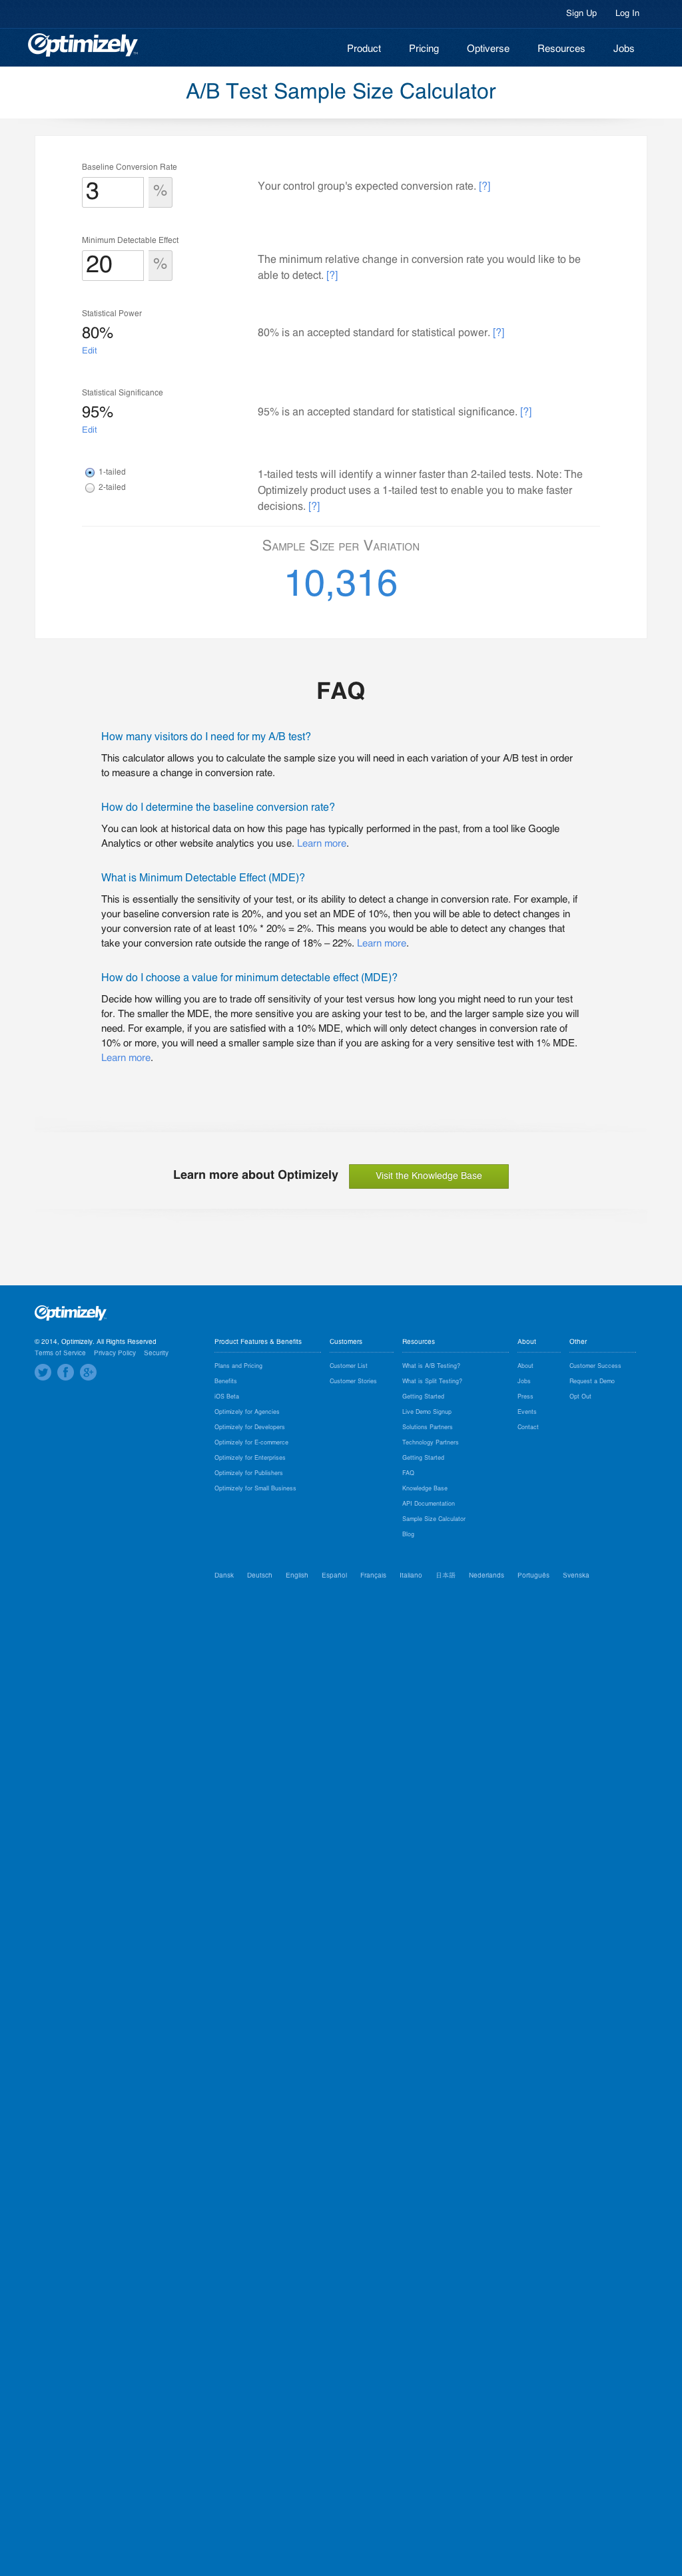 Sign Up Log In
Optimizely
Product Pricing Optiverse Resources Jobs
A/B Test Sample Size Calculator
Baseline Conversion Rate
3 %
Your control group's expected conversion rate. [?]
Minimum Detectable Effect
20 %
The minimum relative change in conversion rate you would like to be
able to detect. [?]
Statistical Power
80%
80% is an accepted standard for statistical power. [?]
Edit
Statistical Significance
95%
95% is an accepted standard for statistical significance. [?]
Edit
1-tailed
2-tailed
1-tailed tests will identify a winner faster than 2-tailed tests. Note: The
Optimizely product uses a 1-tailed test to enable you to make faster
decisions. [?]
Sample Size per Variation
10,316
FAQ
How many visitors do I need for my A/B test?
This calculator allows you to calculate the sample size you will need in each variation of your A/B test in order
to measure a change in conversion rate.
How do I determine the baseline conversion rate?
You can look at historical data on how this page has typically performed in the past, from a tool like Google
Analytics or other website analytics you use. Learn more.
What is Minimum Detectable Effect (MDE)?
This is essentially the sensitivity of your test, or its ability to detect a change in conversion rate. For example, if
your baseline conversion rate is 20%, and you set an MDE of 10%, then you will be able to detect changes in
your conversion rate of at least 10% * 20% = 2%. This means you would be able to detect any changes that
take your conversion rate outside the range of 18% – 22%. Learn more.
How do I choose a value for minimum detectable effect (MDE)?
Decide how willing you are to trade off sensitivity of your test versus how long you might need to run your test
for. The smaller the MDE, the more sensitive you are asking your test to be, and the larger sample size you will
need. For example, if you are satisfied with a 10% MDE, which will only detect changes in conversion rate of
10% or more, you will need a smaller sample size than if you are asking for a very sensitive test with 1% MDE.
Learn more.
Learn more about Optimizely Visit the Knowledge Base
Optimizely
© 2014, Optimizely. All Rights Reserved
Terms of Service Privacy Policy Security
Product Features & Benefits
Plans and Pricing
Benefits
iOS Beta
Optimizely for Agencies
Optimizely for Developers
Optimizely for E-commerce
Optimizely for Enterprises
Optimizely for Publishers
Optimizely for Small Business
Customers
Customer List
Customer Stories
Resources
What is A/B Testing?
What is Split Testing?
Getting Started
Live Demo Signup
Solutions Partners
Technology Partners
Getting Started
FAQ
Knowledge Base
API Documentation
Sample Size Calculator
Blog
About
About
Jobs
Press
Events
Contact
Other
Customer Success
Request a Demo
Opt Out
Dansk Deutsch English Español Français Italiano 日本語 Nederlands Português Svenska